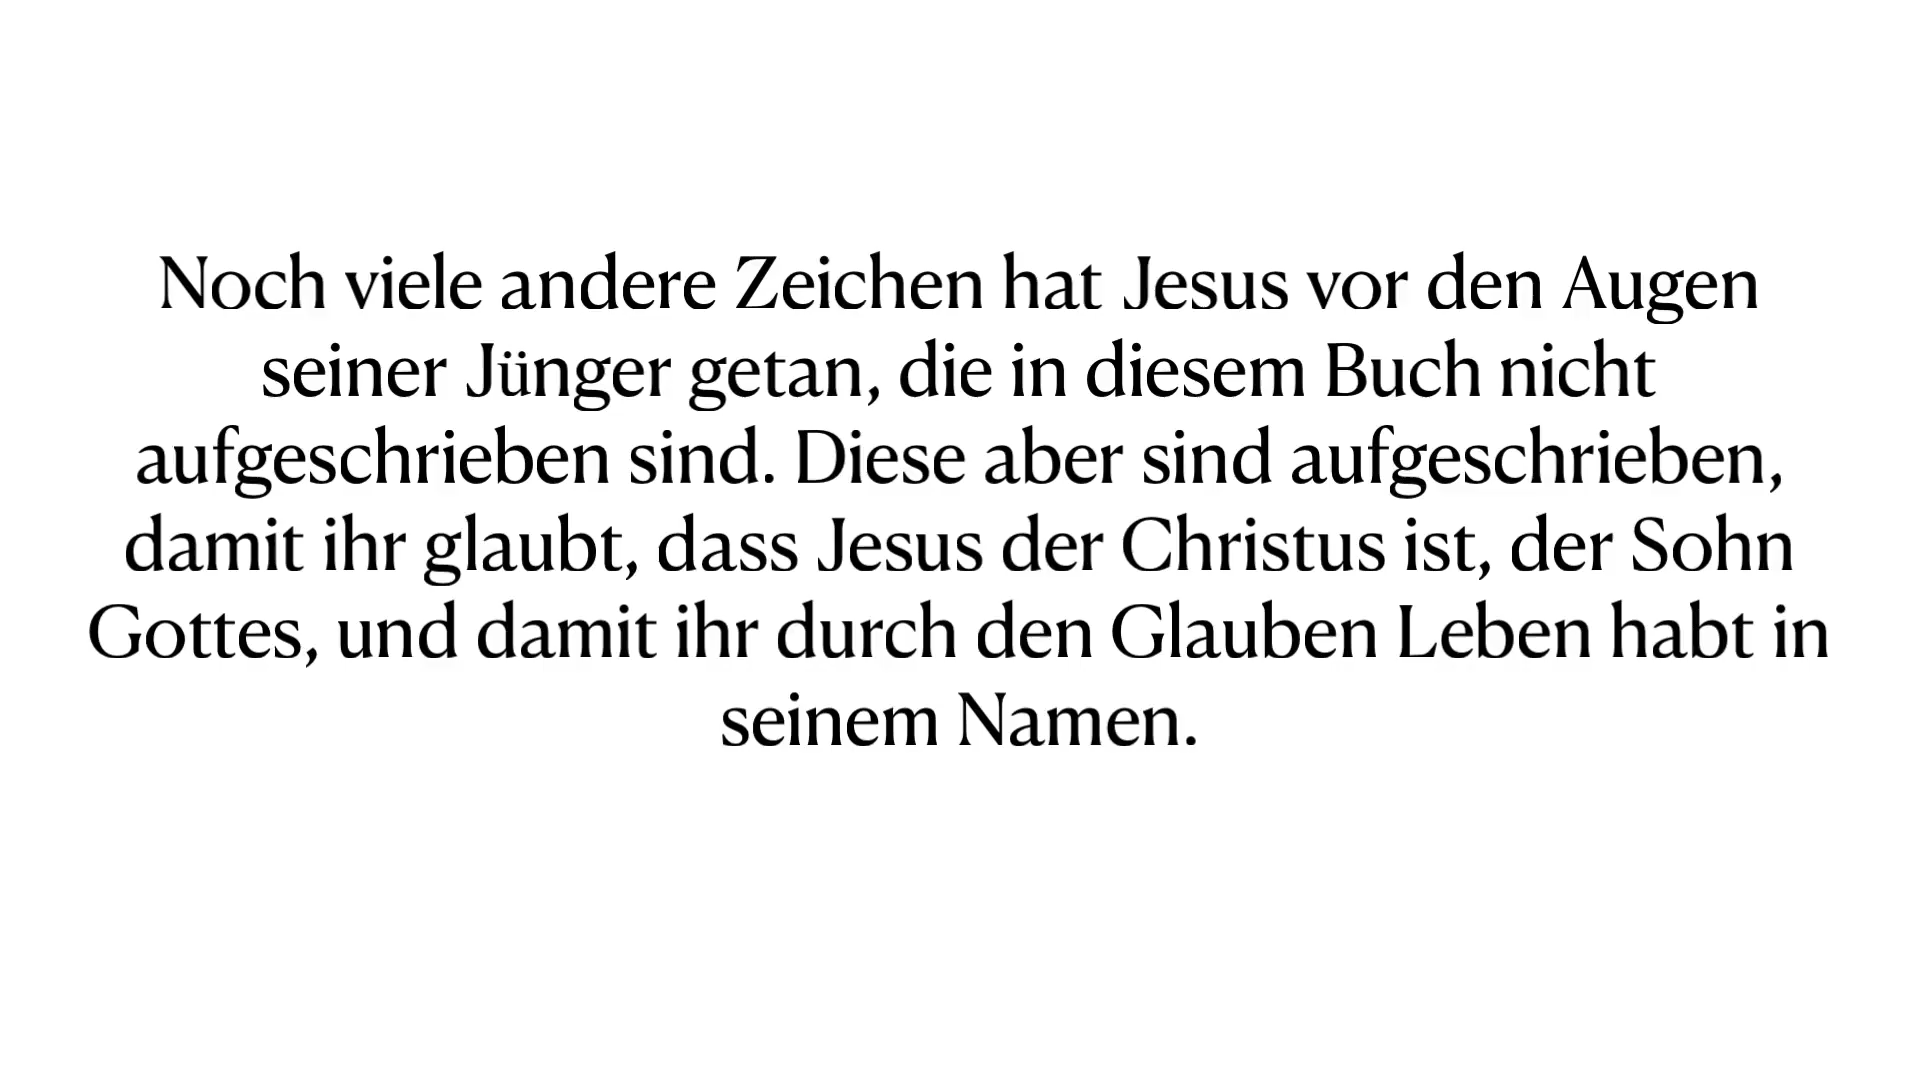 Noch viele andere Zeichen hat Jesus vor den Augen
seiner Jünger getan, die in diesem Buch nicht
aufgeschrieben sind. Diese aber sind aufgeschrieben,
damit ihr glaubt, dass Jesus der Christus ist, der Sohn
Gottes, und damit ihr durch den Glauben Leben habt in
seinem Namen.